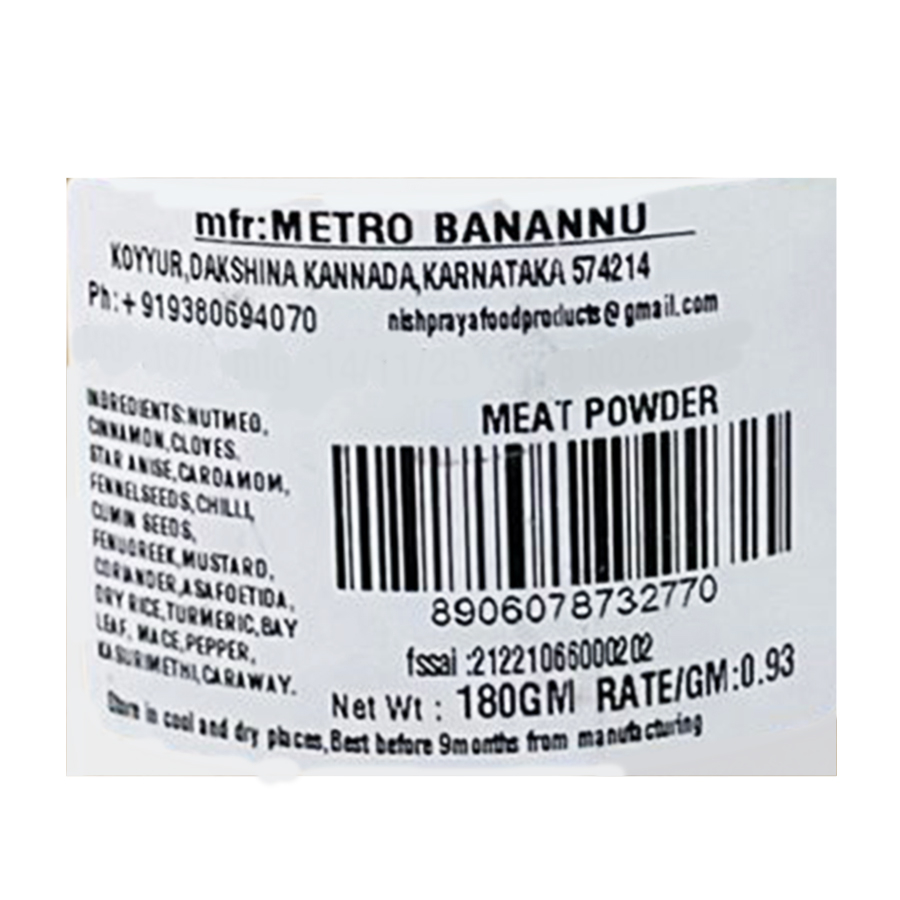 mfr:METRO BANANNU
KOYYUR,DAKSHINA KANNADA,KARNATAKA 574214
Ph:+919380694070 nishprayafoodproducts@gmail.com
MEAT POWDER
INGREDIENTS:NUTMEG,
CINNAMON,CLOVES,
STAR ANISE,CARDAMOM,
FENNELSEEDS,CHILLI,
CUMIN SEEDS,
FENUGREEK,MUSTARD,
CORIANDER,ASAFOETIDA,
DRY RICE,TURMERIC,BAY
LEAF, MACE,PEPPER,
KASURIMETHI,CARAWAY.
8906078732770
fssai :21221066000202
Net Wt : 180GM RATE/GM:0.93
Store in cool and dry places,Best before 9months from manufacturing